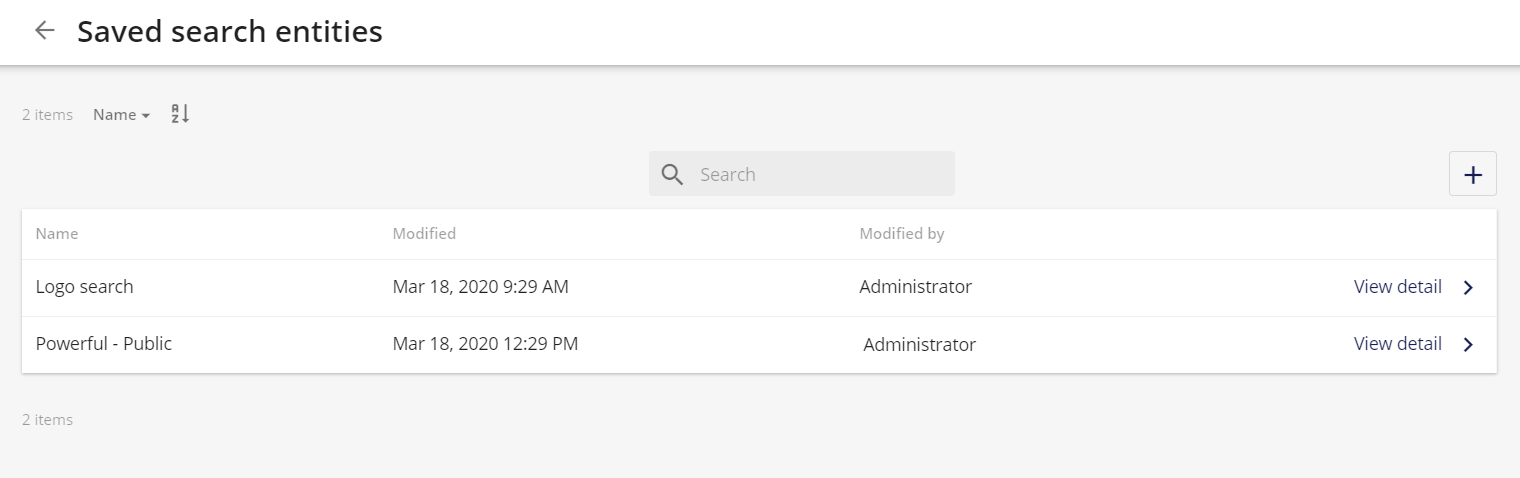 Saved search entities
2 items Name
Search
Name Modified Modified by
Logo search Mar 18, 2020 9:29 AM Administrator View detail
Powerful - Public Mar 18, 2020 12:29 PM Administrator View detail
2 items